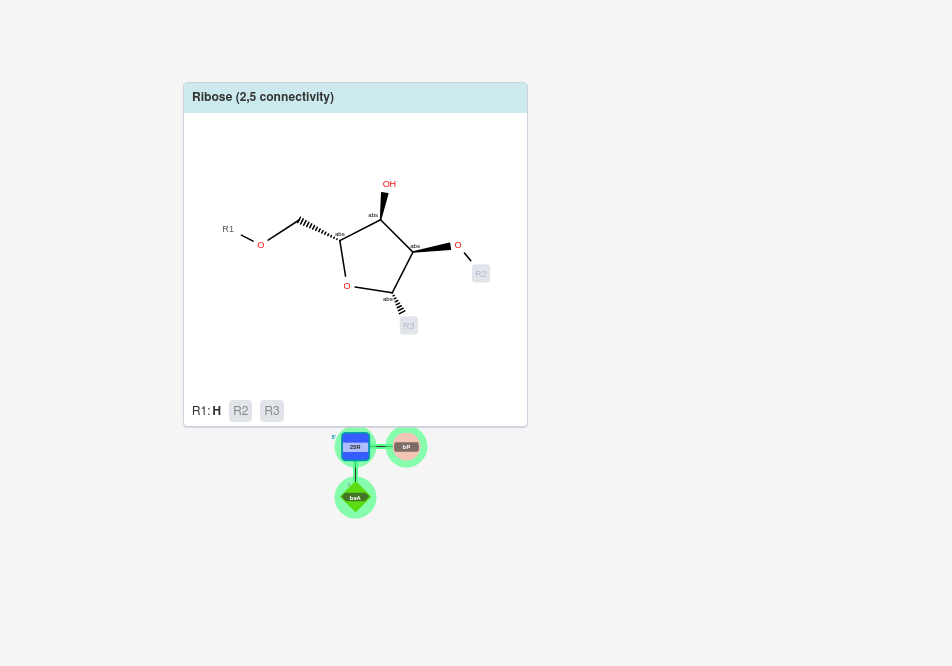 Ribose (2,5 connectivity)
OH
abs
R1
abs
O
abs
O
R2
O
abs
R3
R1: H R2 R3
5'
25R
bP
baA